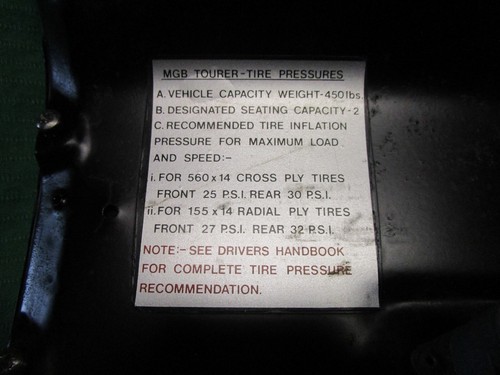 MGB TOURER-TIRE PRESSURES
A. VEHICLE CAPACITY WEIGHT-450lbs.
B. DESIGNATED SEATING CAPACITY-2
C. RECOMMENDED TIRE INFLATION
PRESSURE FOR MAXIMUM LOAD
AND SPEED:-
i. FOR 560x14 CROSS PLY TIRES
FRONT 25 P.S.I. REAR 30 P.S.I.
ii. FOR 155x14 RADIAL PLY TIRES
FRONT 27 P.S.I. REAR 32 P.S.I.
NOTE:- SEE DRIVERS HANDBOOK
FOR COMPLETE TIRE PRESSURE
RECOMMENDATION.